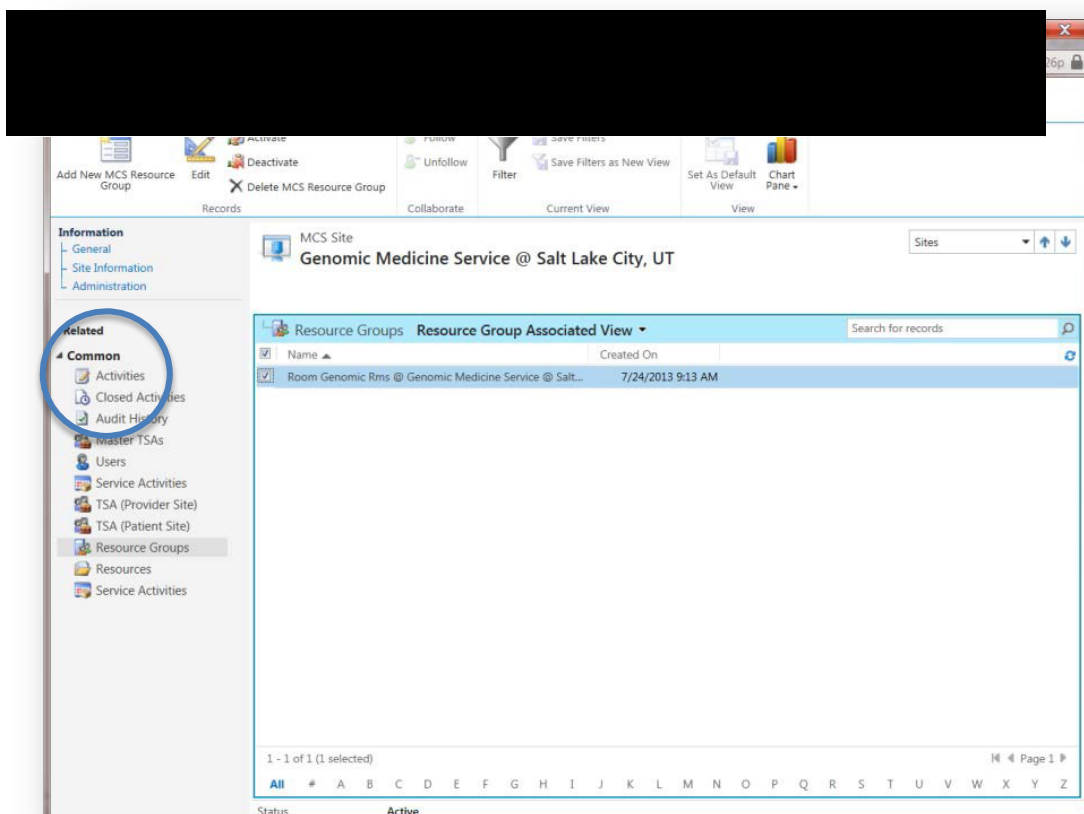 26p
Activate
Follow
Save Filters
Add New MCS Resource Group
Edit
Deactivate
Unfollow
Filter
Save Filters as New View
Set As Default View
Chart Pane
Delete MCS Resource Group
Records
Collaborate
Current View
View
Information
General
Site Information
Administration
MCS Site
Genomic Medicine Service @ Salt Lake City, UT
Sites
Related
Common
Activities
Closed Activities
Audit History
Master TSAs
Users
Service Activities
TSA (Provider Site)
TSA (Patient Site)
Resource Groups
Resources
Service Activities
Resource Groups Resource Group Associated View
Search for records
Name Created On
Room Genomic Rms @ Genomic Medicine Service @ Salt... 7/24/2013 9:13 AM
1 - 1 of 1 (1 selected)
Page 1
All # A B C D E F G H I J K L M N O P Q R S T U V W X Y Z
Status Active